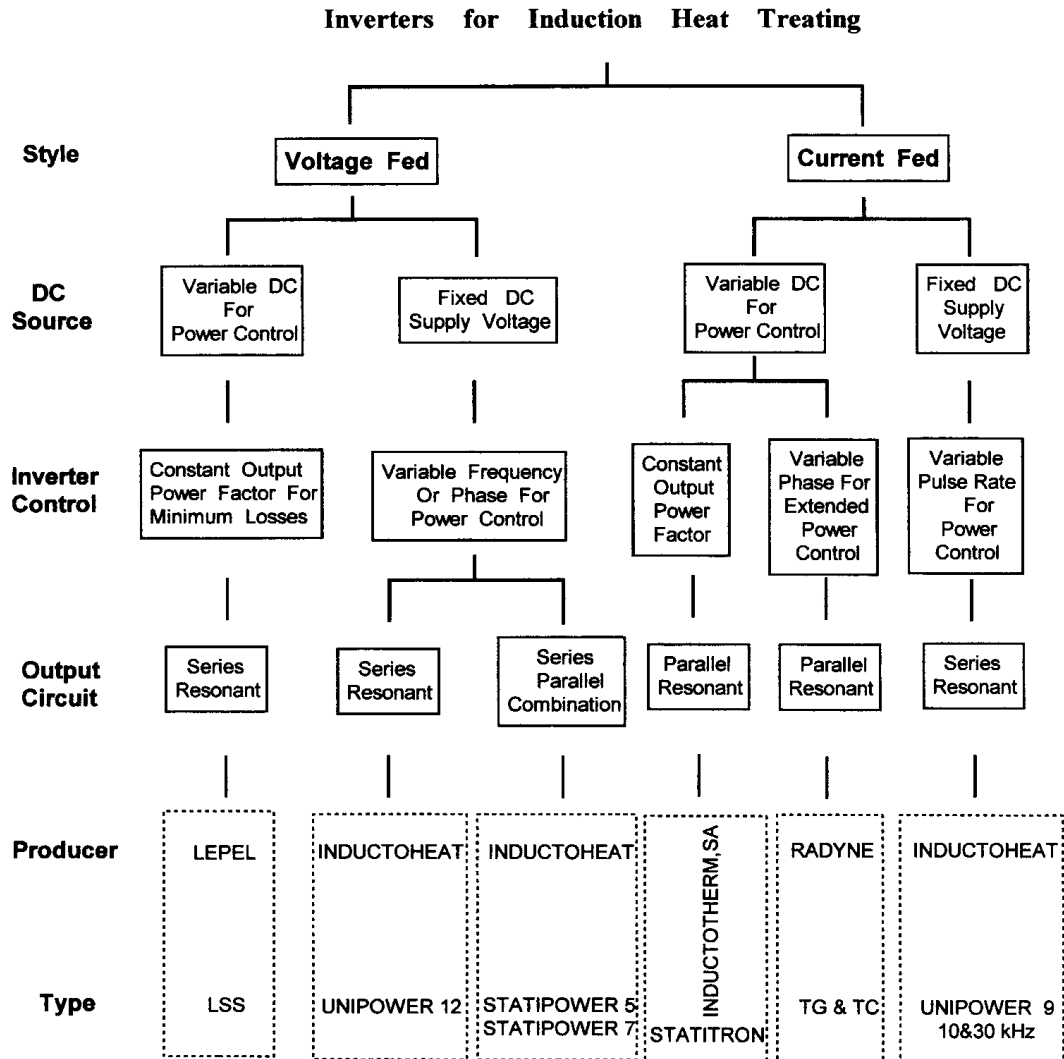 Inverters for Induction Heat Treating
Style
Voltage Fed
Current Fed
DC
Source
Variable DC
For
Power Control
Fixed DC
Supply Voltage
Variable DC
For
Power Control
Fixed DC
Supply
Voltage
Inverter
Control
Constant Output
Power Factor For
Minimum Losses
Variable Frequency
Or Phase For
Power Control
Constant
Output
Power
Factor
Variable
Phase For
Extended
Power
Control
Variable
Pulse Rate
For
Power
Control
Output
Circuit
Series
Resonant
Series
Resonant
Series
Parallel
Combination
Parallel
Resonant
Parallel
Resonant
Series
Resonant
Producer
LEPEL
INDUCTOHEAT
INDUCTOHEAT
INDUCTOTHERM,SA
RADYNE
INDUCTOHEAT
Type
LSS
UNIPOWER 12
STATIPOWER 5
STATIPOWER 7
STATITRON
TG & TC
UNIPOWER 9
10&30 kHz